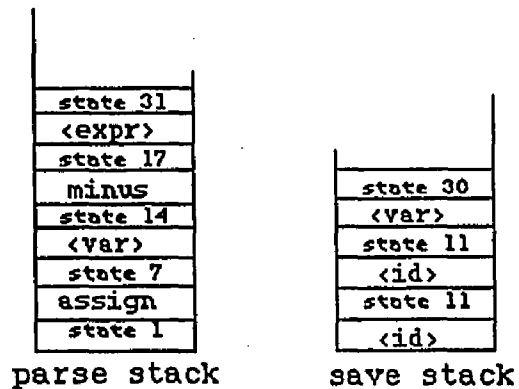 state 31
<expr>
state 17
minus
state 14
<var>
state 7
assign
state 1
parse stack
state 30
<var>
state 11
<id>
state 11
<id>
save stack